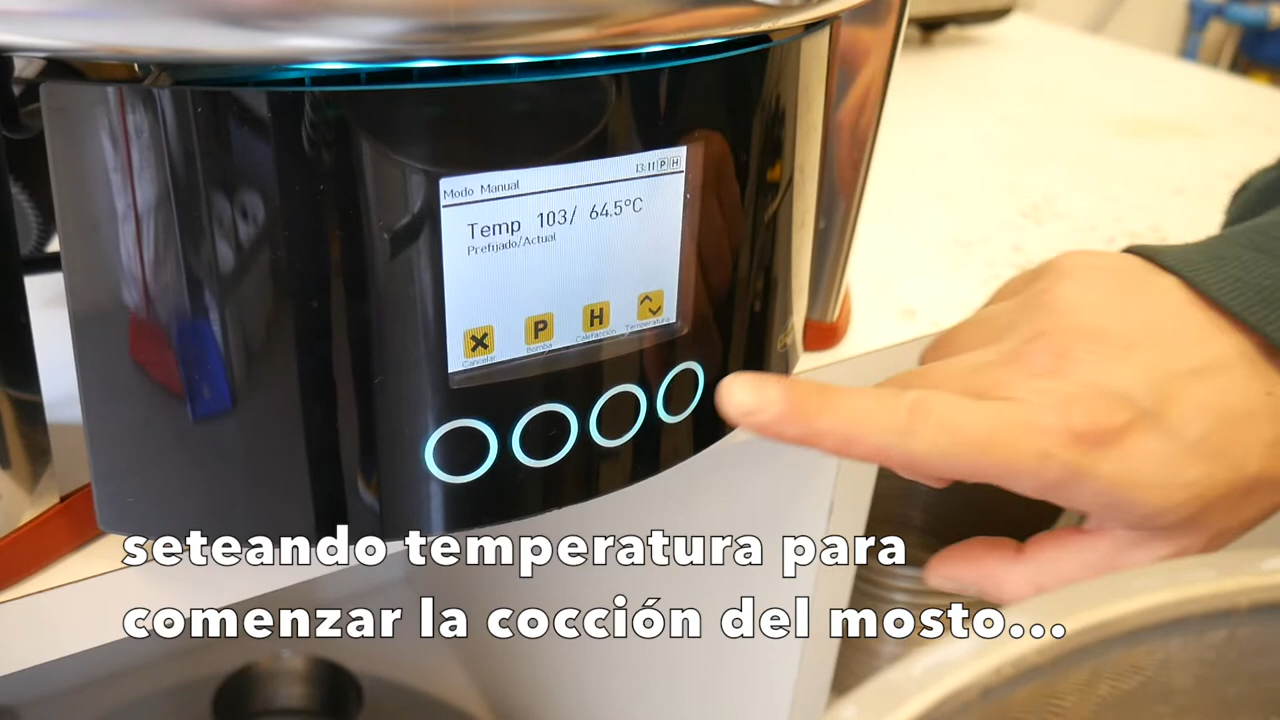 Modo Manual 13:11 P H
Temp 103/ 64.5°C
Prefijado/Actual
X P H
Cancelar Bomba Calefacción Temperatura
seteando temperatura para
comenzar la cocción del mosto...